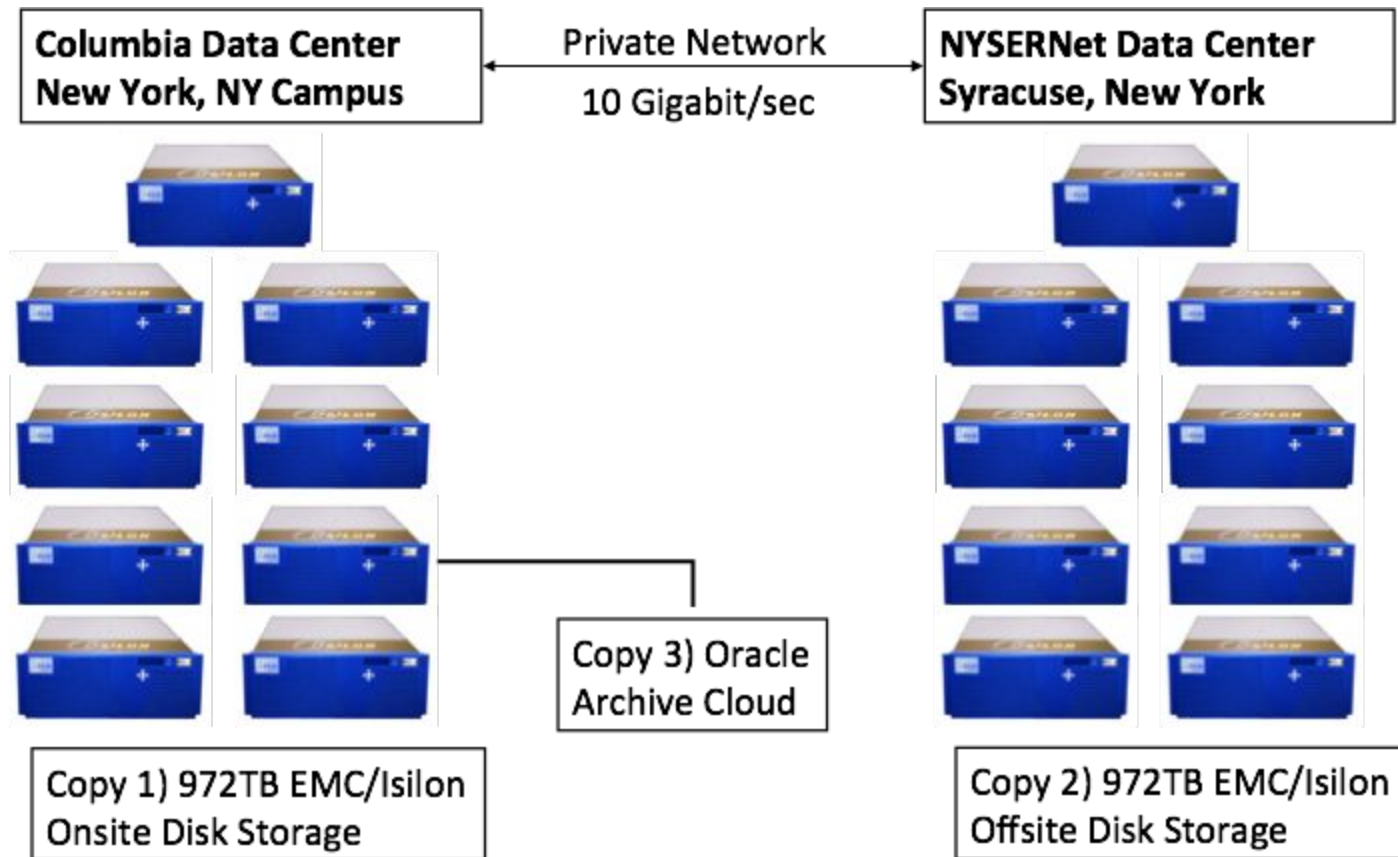 Columbia Data Center
New York, NY Campus
Private Network
10 Gigabit/sec
NYSERNet Data Center
Syracuse, New York
Copy 3) Oracle
Archive Cloud
Copy 1) 972TB EMC/Isilon
Onsite Disk Storage
Copy 2) 972TB EMC/Isilon
Offsite Disk Storage